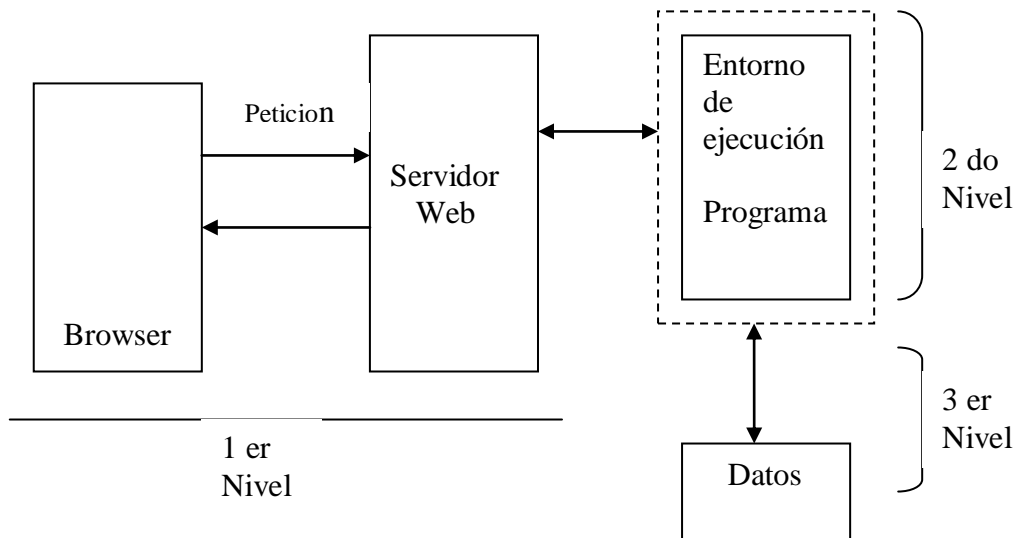 Peticion
Browser
Servidor
Web
Entorno
de
ejecución
Programa
2 do
Nivel
1 er
Nivel
Datos
3 er
Nivel